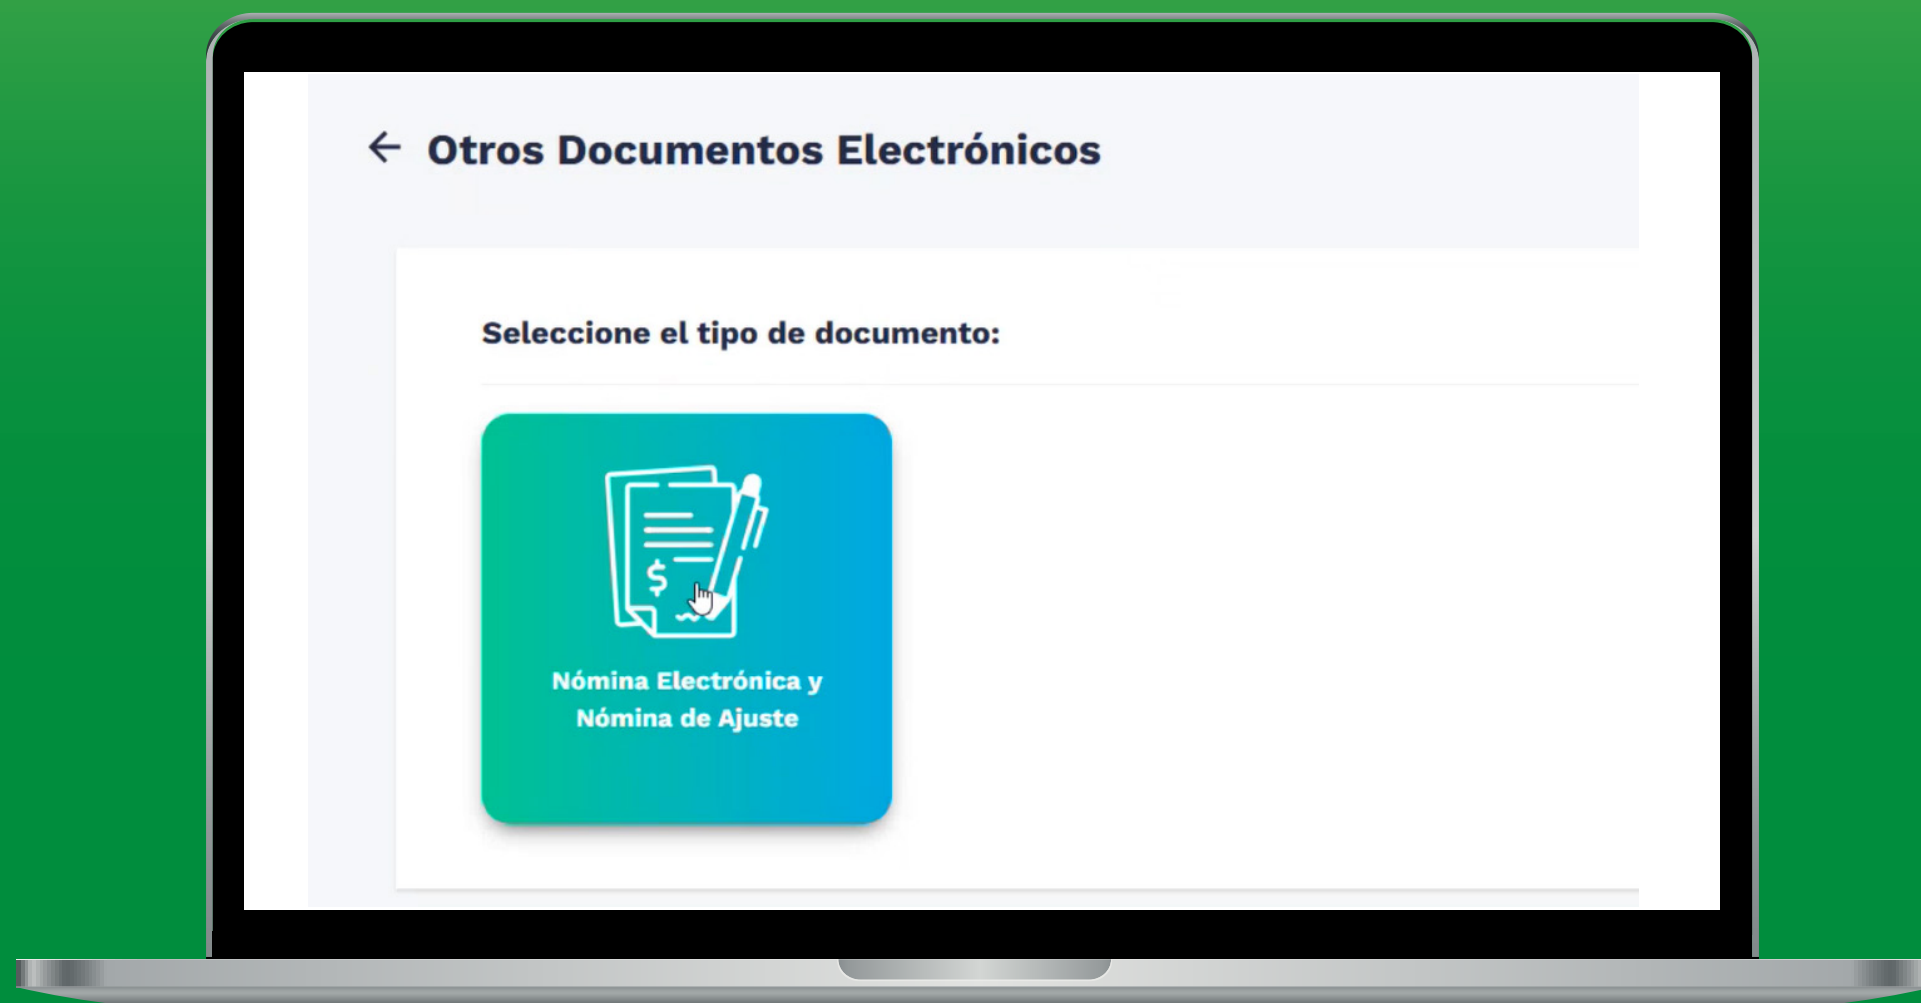 Otros Documentos Electrónicos
Seleccione el tipo de documento:
$
Nómina Electrónica y
Nómina de Ajuste